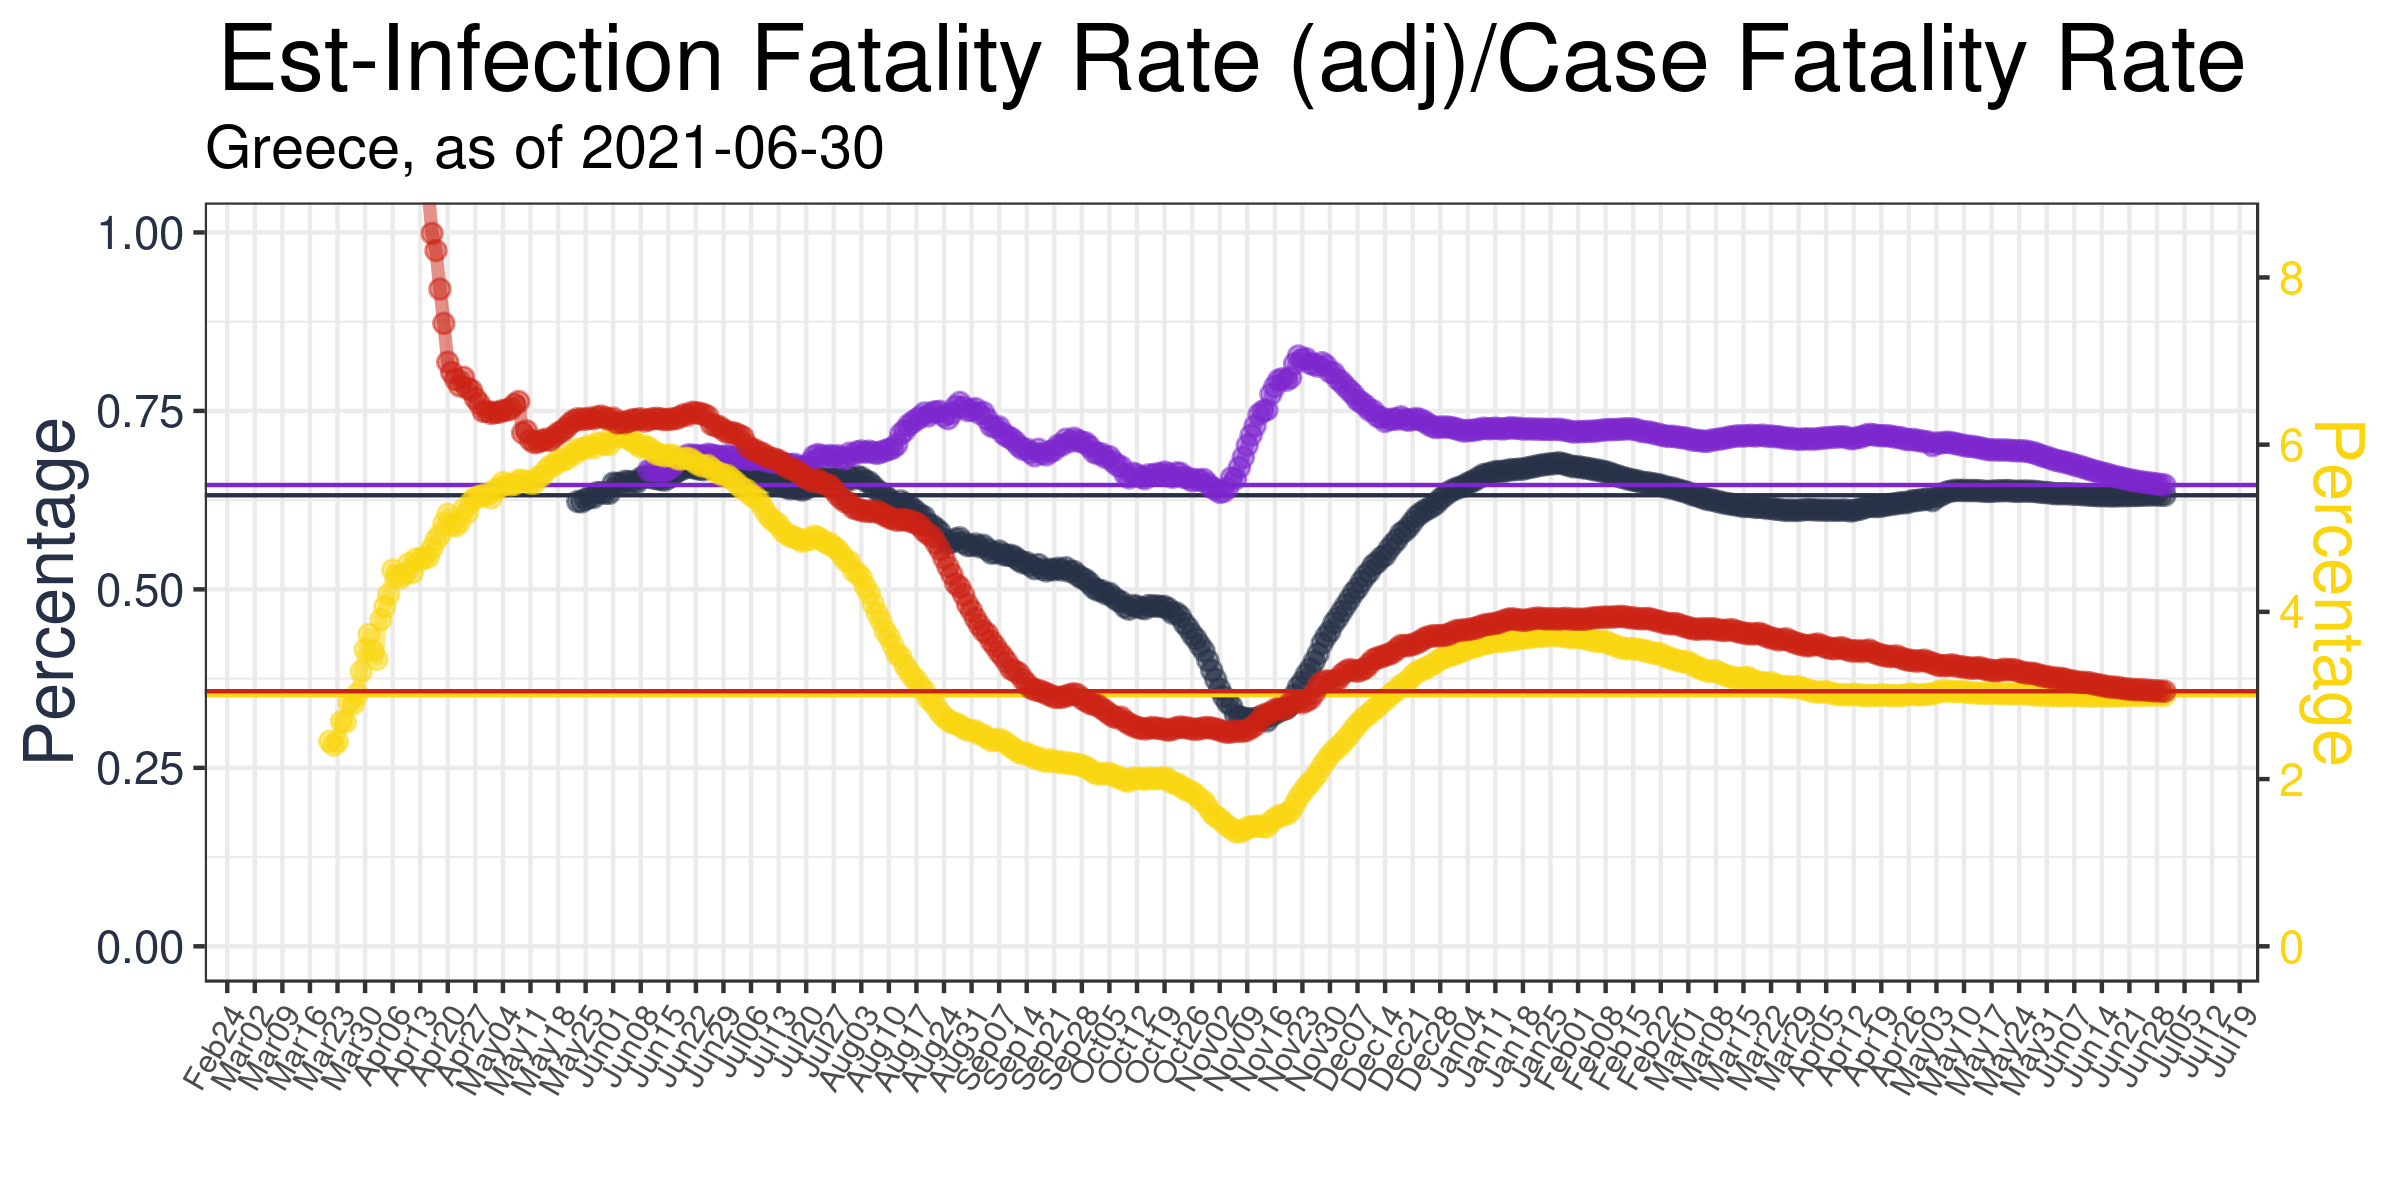 Est-Infection Fatality Rate (adj)/Case Fatality Rate
Greece, as of 2021-06-30
Percentage
1.00
0.75
0.50
0.25
0.00
8
6
4
2
0
Percentage
Feb24
Mar02
Mar09
Mar16
Mar23
Mar30
Apr06
Apr13
Apr20
Apr27
May04
May11
May18
May25
Jun01
Jun08
Jun15
Jun22
Jun29
Jul06
Jul13
Jul20
Jul27
Aug03
Aug10
Aug17
Aug24
Aug31
Sep07
Sep14
Sep21
Sep28
Oct05
Oct12
Oct19
Oct26
Nov02
Nov09
Nov16
Nov23
Nov30
Dec07
Dec14
Dec21
Dec28
Jan04
Jan11
Jan18
Jan25
Feb01
Feb08
Feb15
Feb22
Mar01
Mar08
Mar15
Mar22
Mar29
Apr05
Apr12
Apr19
Apr26
May03
May10
May17
May24
May31
Jun07
Jun14
Jun21
Jun28
Jul05
Jul12
Jul19